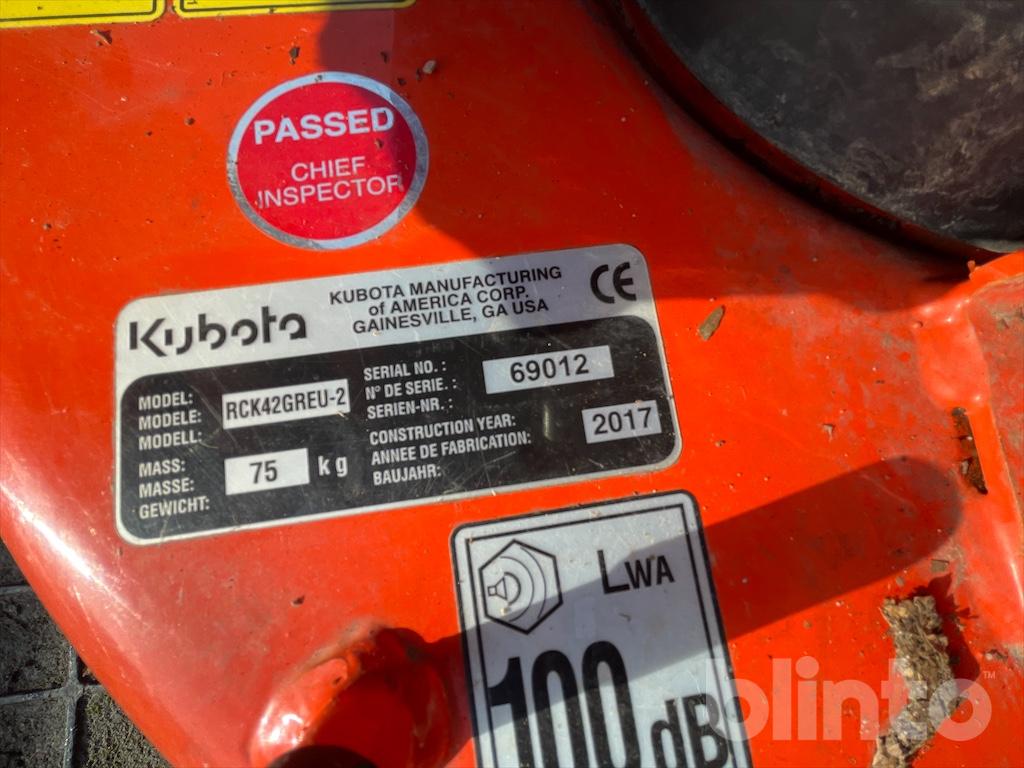 PASSED
CHIEF
INSPECTOR
Kubota
KUBOTA MANUFACTURING
of AMERICA CORP.
GAINESVILLE, GA USA
CE
MODEL:
MODELE:
MODELL:
RCK42GREU-2
MASS:
MASSE:
GEWICHT:
75 kg
SERIAL NO. :
N° DE SERIE. :
SERIEN-NR. :
69012
CONSTRUCTION YEAR:
ANNEE DE FABRICATION:
BAUJAHR:
2017
LWA
100 dB
blinto™